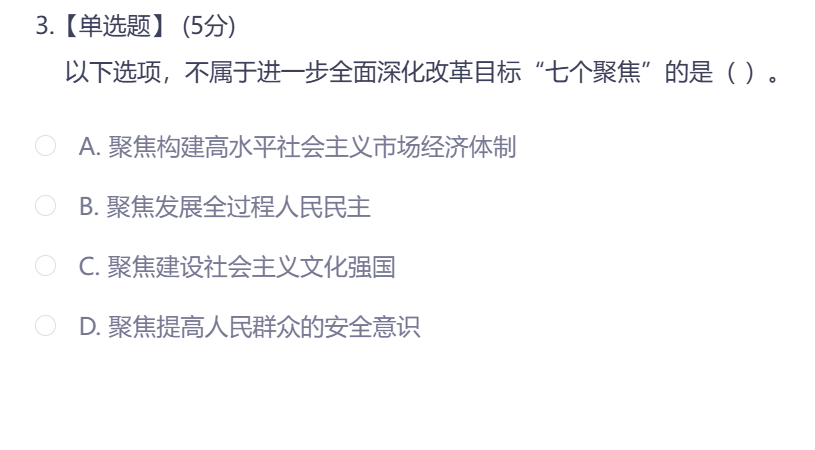 3.【单选题】 (5分)
以下选项，不属于进一步全面深化改革目标“七个聚焦”的是（ ）。
A. 聚焦构建高水平社会主义市场经济体制
B. 聚焦发展全过程人民民主
C. 聚焦建设社会主义文化强国
D. 聚焦提高人民群众的安全意识